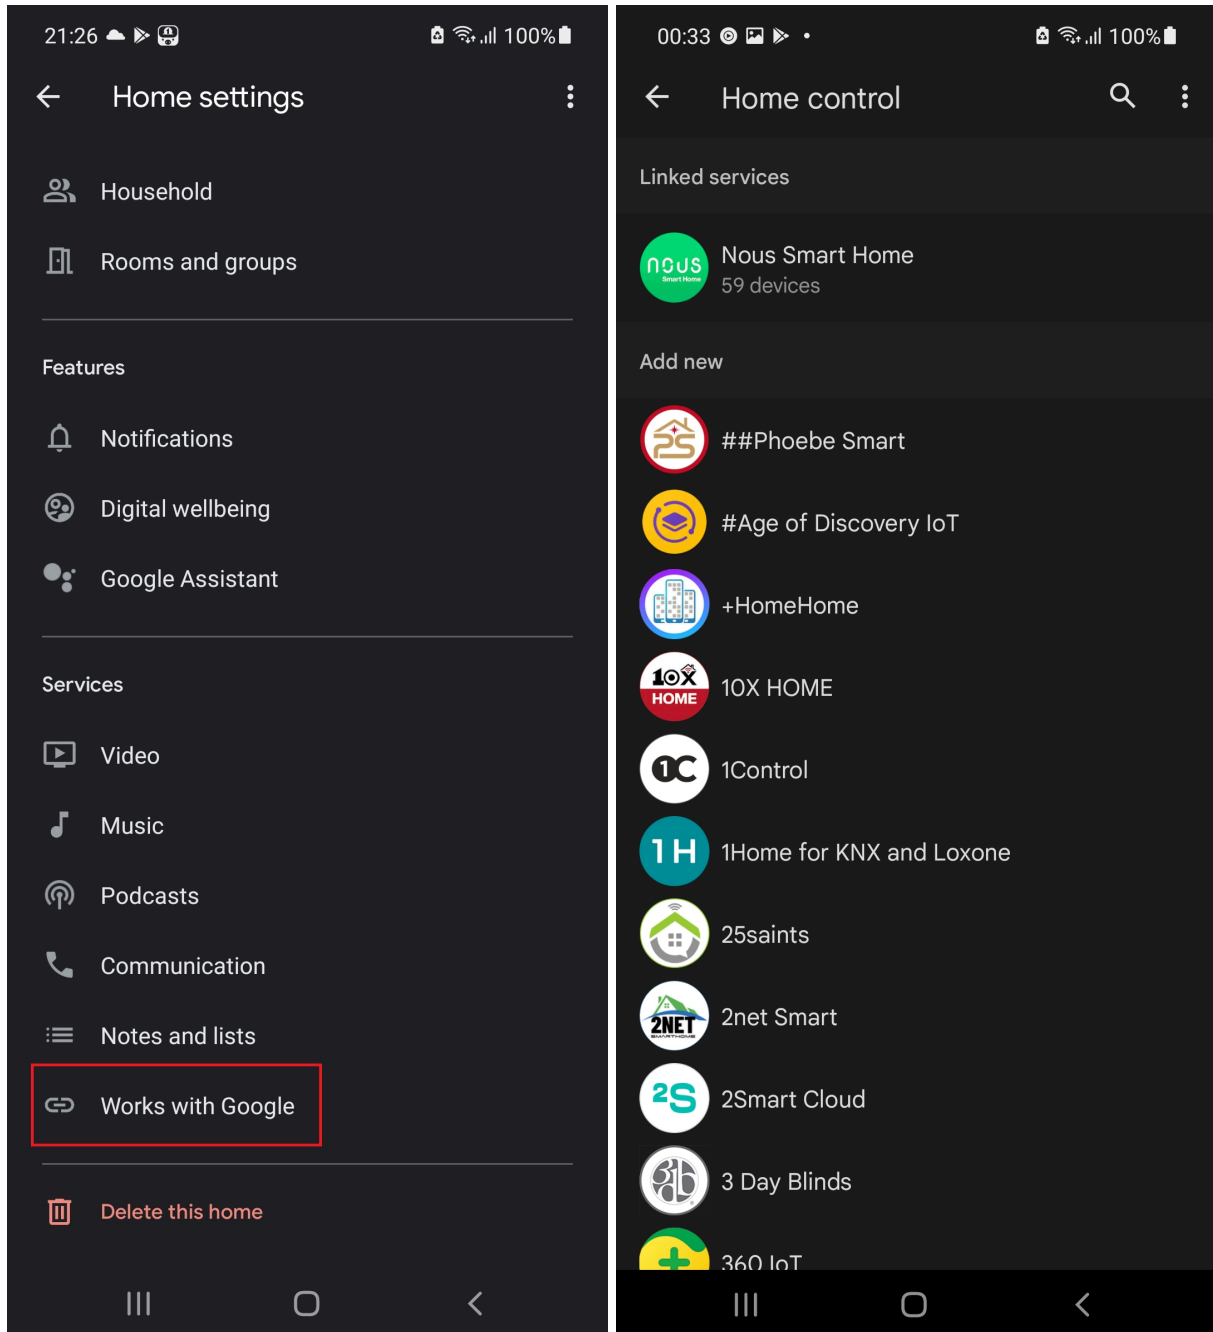 21:26
100%
Home settings
Household
Rooms and groups
Features
Notifications
Digital wellbeing
Google Assistant
Services
Video
Music
Podcasts
Communication
Notes and lists
Works with Google
Delete this home
00:33
100%
Home control
Linked services
nous
Smart Home
Nous Smart Home
59 devices
Add new
PS
##Phoebe Smart
#Age of Discovery IoT
+HomeHome
10X
HOME
10X HOME
1C
1Control
1H
1Home for KNX and Loxone
25saints
2NET
SMARTHOME
2net Smart
2S
2Smart Cloud
3db
3 Day Blinds
360 IoT